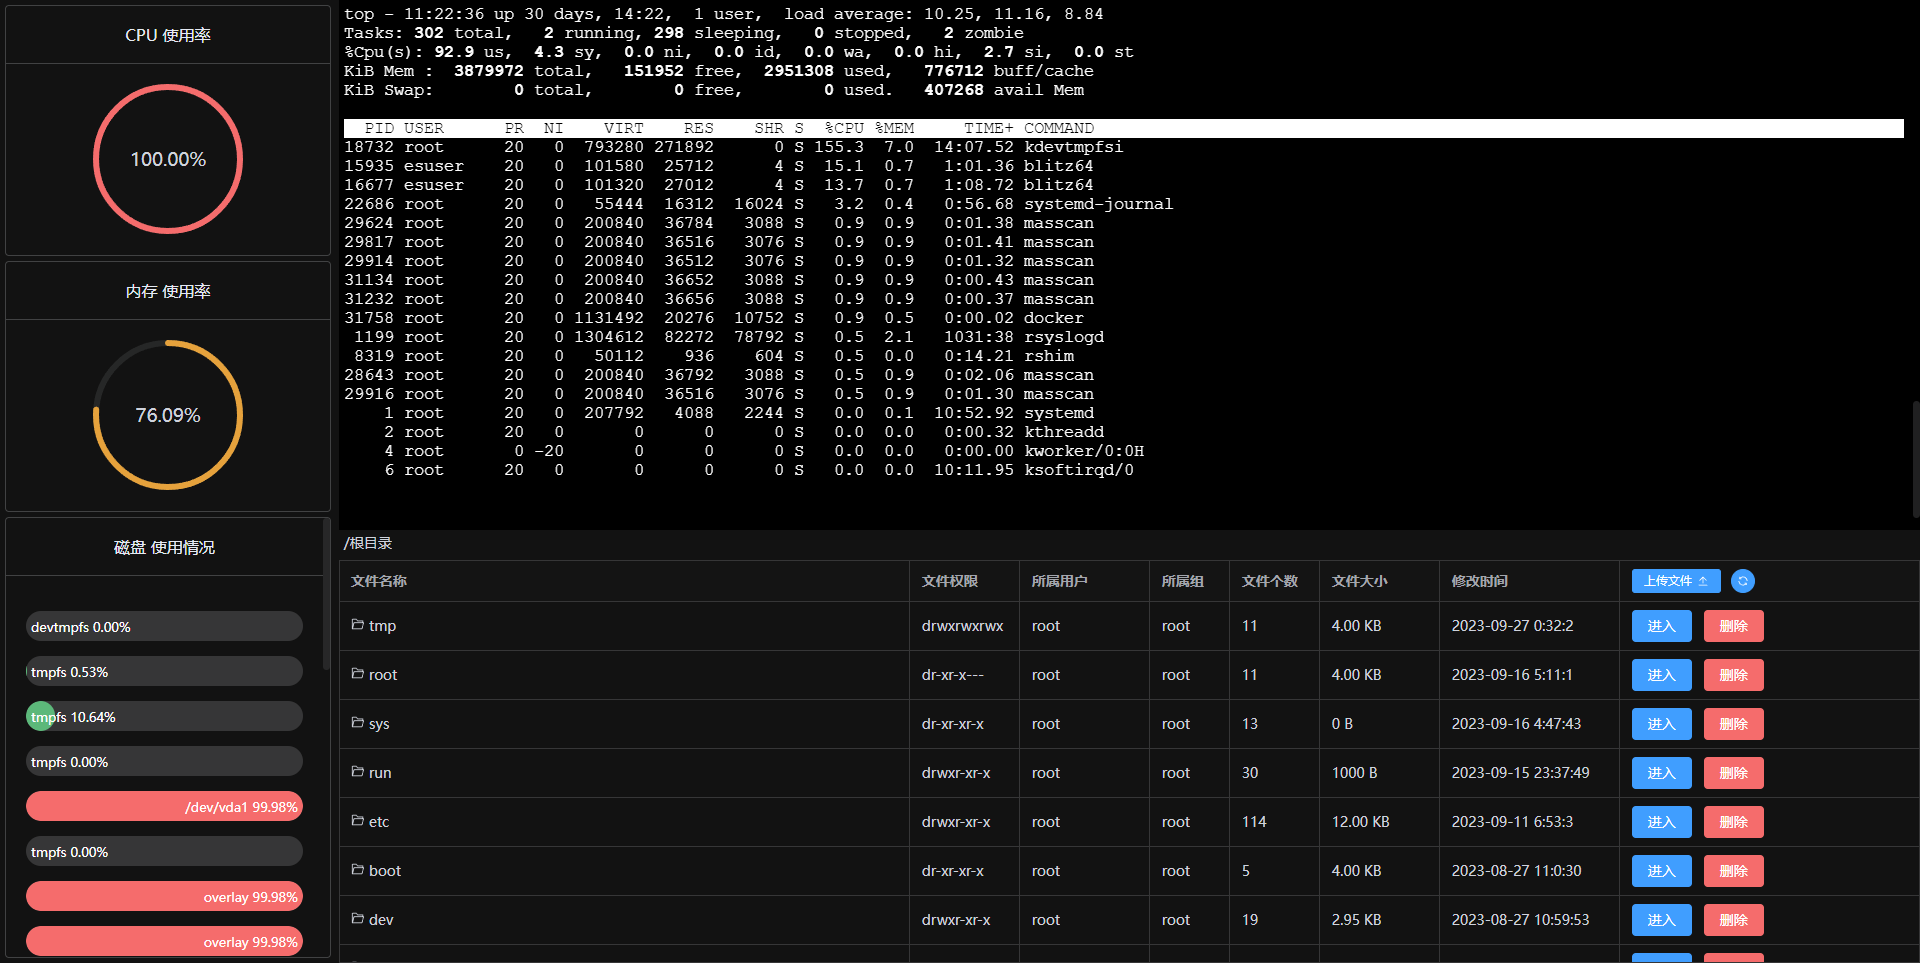 CPU 使用率
100.00%
内存 使用率
76.09%
磁盘 使用情况
devtmpfs 0.00%
tmpfs 0.53%
tmpfs 10.64%
tmpfs 0.00%
/dev/vda1 99.98%
tmpfs 0.00%
overlay 99.98%
overlay 99.98%
top - 11:22:36 up 30 days, 14:22,  1 user,  load average: 10.25, 11.16, 8.84
Tasks: 302 total,   2 running, 298 sleeping,   0 stopped,   2 zombie
%Cpu(s): 92.9 us,  4.3 sy,  0.0 ni,  0.0 id,  0.0 wa,  0.0 hi,  2.7 si,  0.0 st
KiB Mem :  3879972 total,   151952 free,  2951308 used,   776712 buff/cache
KiB Swap:        0 total,        0 free,        0 used.   407268 avail Mem
PID USER      PR  NI    VIRT    RES    SHR S  %CPU %MEM     TIME+ COMMAND
18732 root      20   0  793280 271892      0 S 155.3  7.0  14:07.52 kdevtmpfsi
15935 esuser    20   0  101580  25712      4 S  15.1  0.7   1:01.36 blitz64
16677 esuser    20   0  101320  27012      4 S  13.7  0.7   1:08.72 blitz64
22686 root      20   0   55444  16312  16024 S   3.2  0.4   0:56.68 systemd-journal
29624 root      20   0  200840  36784   3088 S   0.9  0.9   0:01.38 masscan
29817 root      20   0  200840  36516   3076 S   0.9  0.9   0:01.41 masscan
29914 root      20   0  200840  36512   3076 S   0.9  0.9   0:01.32 masscan
31134 root      20   0  200840  36652   3088 S   0.9  0.9   0:00.43 masscan
31232 root      20   0  200840  36656   3088 S   0.9  0.9   0:00.37 masscan
31758 root      20   0 1131492  20276  10752 S   0.9  0.5   0:00.02 docker
1199 root      20   0 1304612  82272  78792 S   0.5  2.1   1031:38 rsyslogd
8319 root      20   0   50112    936    604 S   0.5  0.0   0:14.21 rshim
28643 root      20   0  200840  36792   3088 S   0.5  0.9   0:02.06 masscan
29916 root      20   0  200840  36516   3076 S   0.5  0.9   0:01.30 masscan
1 root      20   0  207792   4088   2244 S   0.0  0.1  10:52.92 systemd
2 root      20   0       0      0      0 S   0.0  0.0   0:00.32 kthreadd
4 root       0 -20       0      0      0 S   0.0  0.0   0:00.00 kworker/0:0H
6 root      20   0       0      0      0 S   0.0  0.0  10:11.95 ksoftirqd/0
/根目录
文件名称 文件权限 所属用户 所属组 文件个数 文件大小 修改时间 上传文件
tmp drwxrwxrwx root root 11 4.00 KB 2023-09-27 0:32:2 进入 删除
root dr-xr-x--- root root 11 4.00 KB 2023-09-16 5:11:1 进入 删除
sys dr-xr-xr-x root root 13 0 B 2023-09-16 4:47:43 进入 删除
run drwxr-xr-x root root 30 1000 B 2023-09-15 23:37:49 进入 删除
etc drwxr-xr-x root root 114 12.00 KB 2023-09-11 6:53:3 进入 删除
boot dr-xr-xr-x root root 5 4.00 KB 2023-08-27 11:0:30 进入 删除
dev drwxr-xr-x root root 19 2.95 KB 2023-08-27 10:59:53 进入 删除